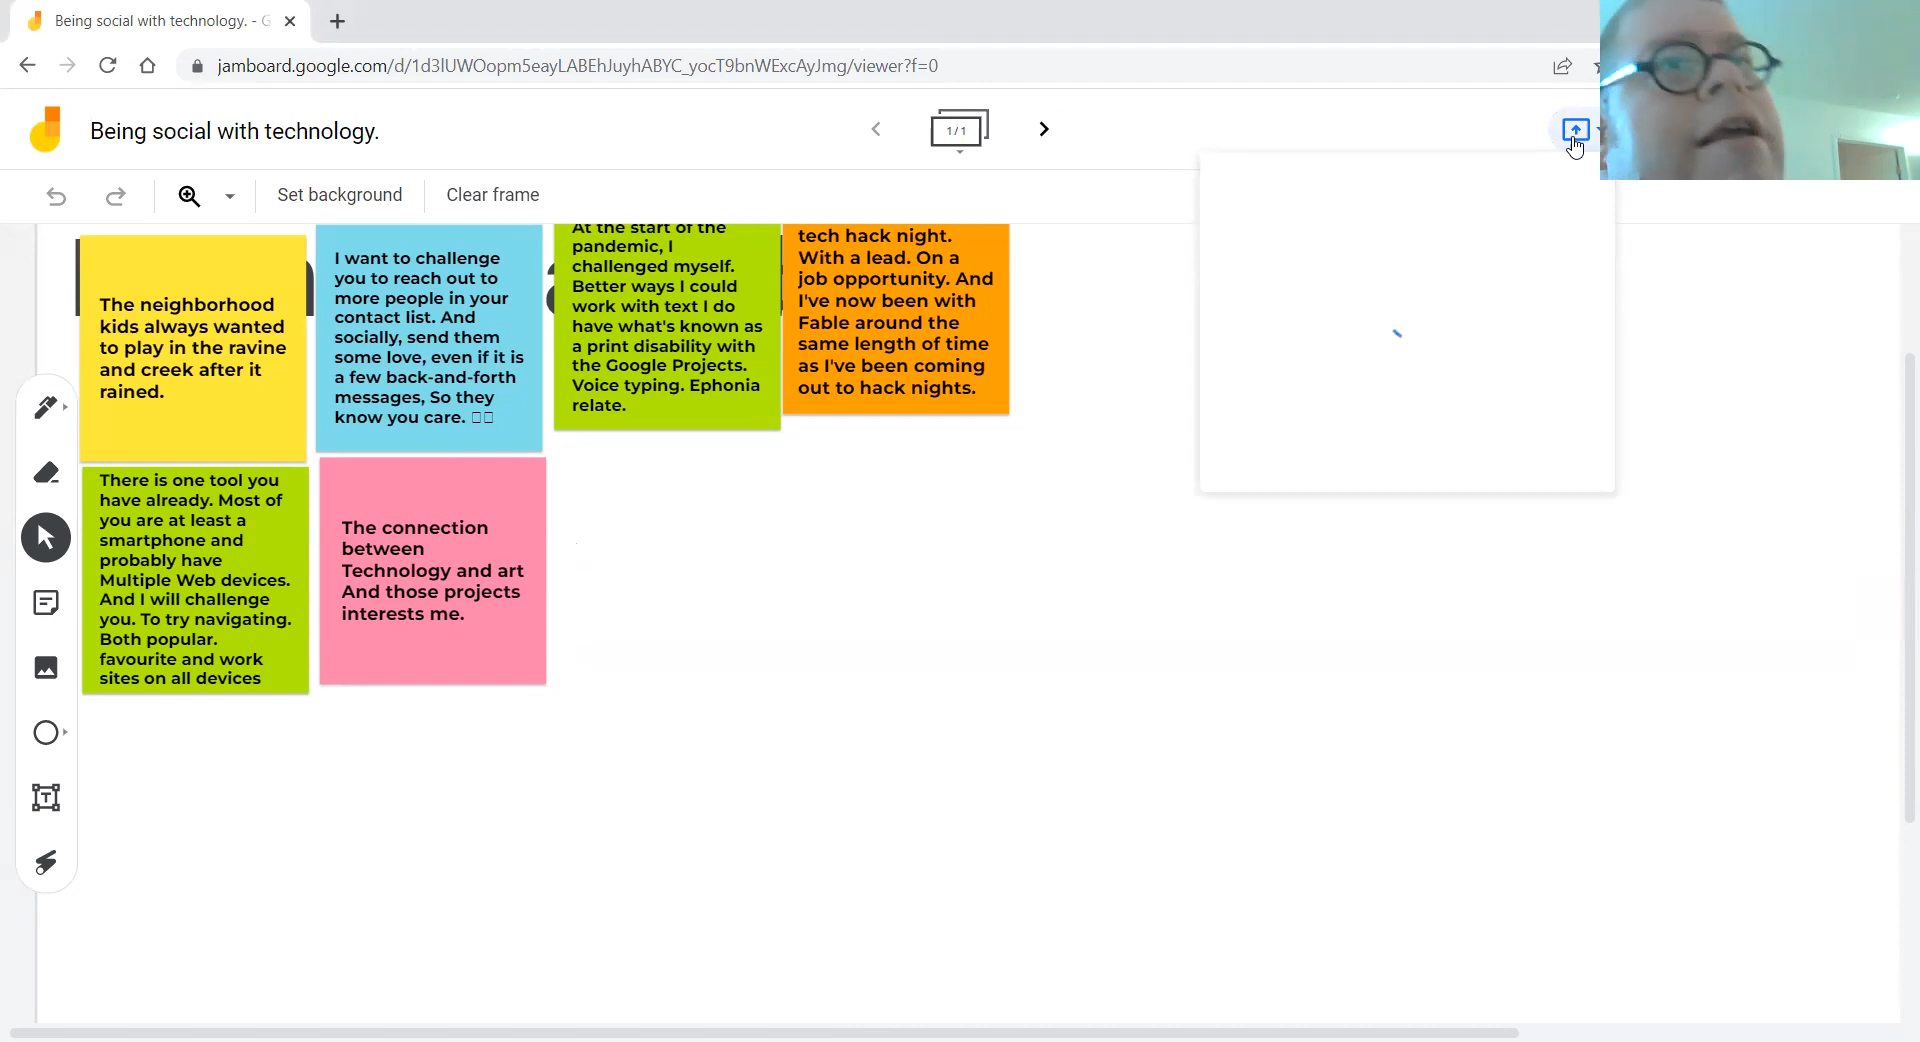 Being social with technology. - G
jamboard.google.com/d/1d3lUWOopm5eayLABEhJuyhABYC_yocT9bnWExcAyJmg/viewer?f=0
Being social with technology.
1/1
Set background
Clear frame
The neighborhood
kids always wanted
to play in the ravine
and creek after it
rained.
I want to challenge
you to reach out to
more people in your
contact list. And
socially, send them
some love, even if it is
a few back-and-forth
messages, So they
know you care.
At the start of the
pandemic, I
challenged myself.
Better ways I could
work with text I do
have what's known as
a print disability with
the Google Projects.
Voice typing. Ephonia
relate.
tech hack night.
With a lead. On a
job opportunity. And
I've now been with
Fable around the
same length of time
as I've been coming
out to hack nights.
There is one tool you
have already. Most of
you are at least a
smartphone and
probably have
Multiple Web devices.
And I will challenge
you. To try navigating.
Both popular.
favourite and work
sites on all devices
The connection
between
Technology and art
And those projects
interests me.